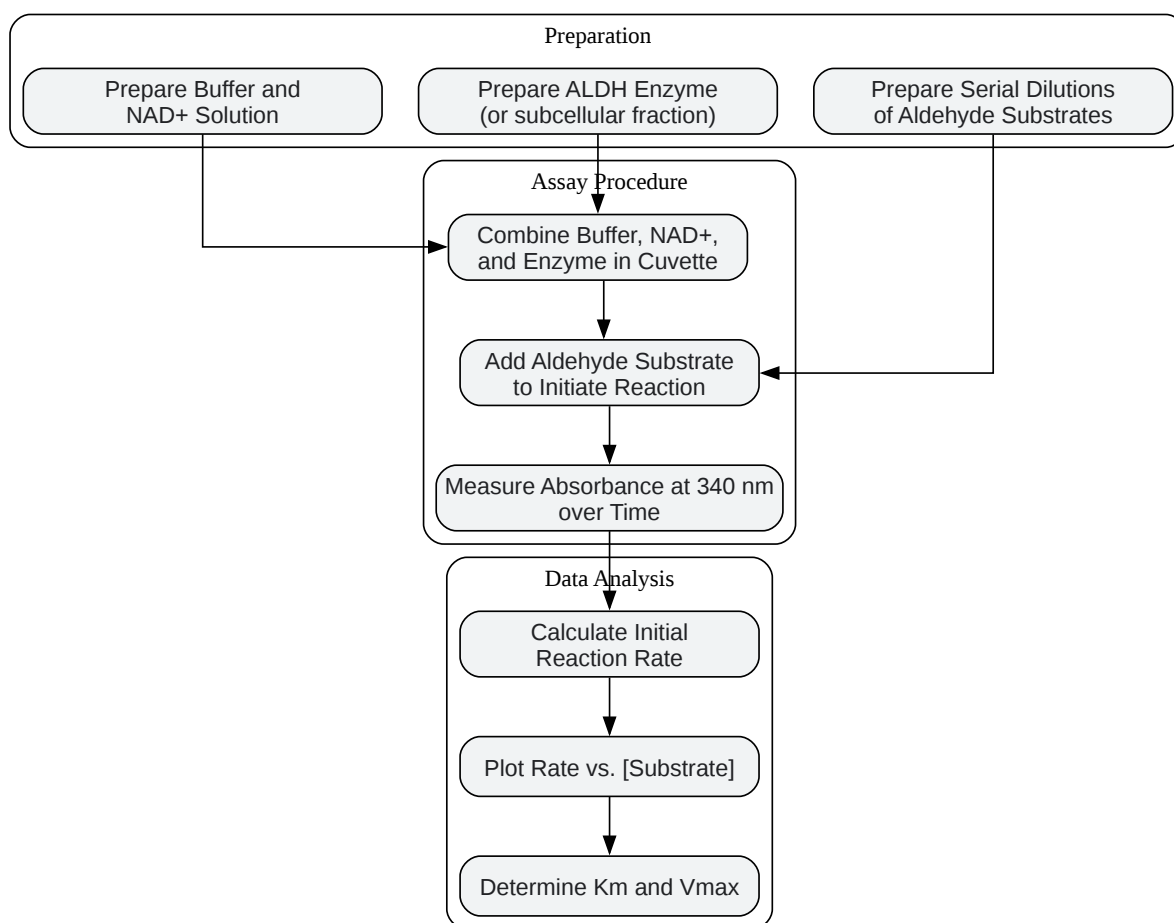 Preparation
Prepare Buffer and
NAD+ Solution
Prepare ALDH Enzyme
(or subcellular fraction)
Prepare Serial Dilutions
of Aldehyde Substrates
Assay Procedure
Combine Buffer, NAD+,
and Enzyme in Cuvette
Add Aldehyde Substrate
to Initiate Reaction
Measure Absorbance at 340 nm
over Time
Data Analysis
Calculate Initial
Reaction Rate
Plot Rate vs. [Substrate]
Determine Km and Vmax